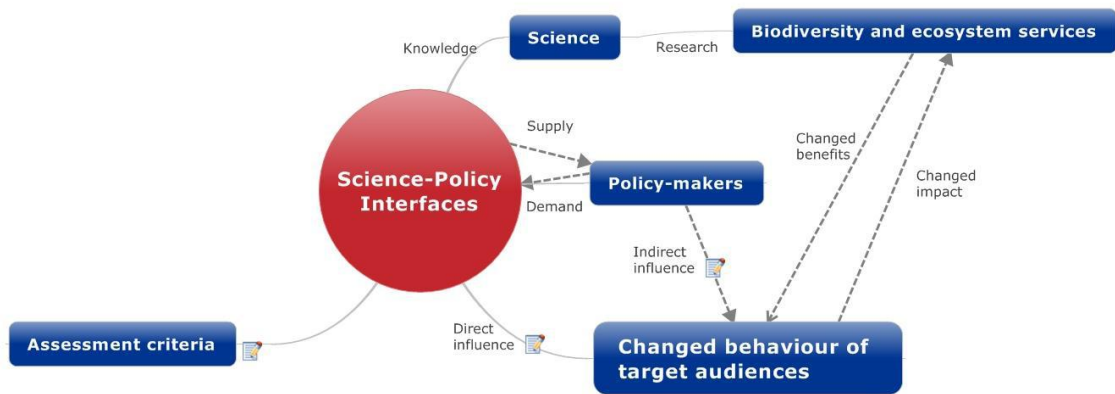 Biodiversity and ecosystem services
Knowledge
Science
Research
Supply
Changed
benefits
Changed
impact
Science-Policy
Interfaces
Policy-makers
Demand
Indirect
influence
Direct
influence
Assessment criteria
Changed behaviour of
target audiences